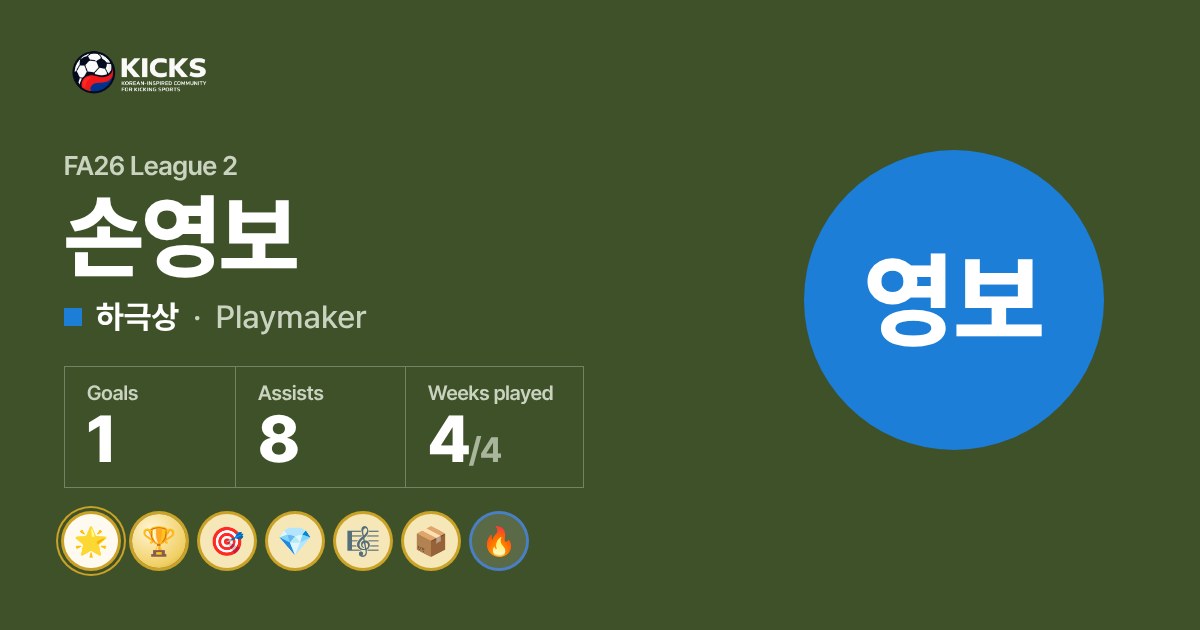 KICKS
KOREAN-INSPIRED COMMUNITY
FOR KICKING SPORTS
FA26 League 2
손영보
하극상 · Playmaker
영보
Goals
Assists
Weeks played
1
8
4/4